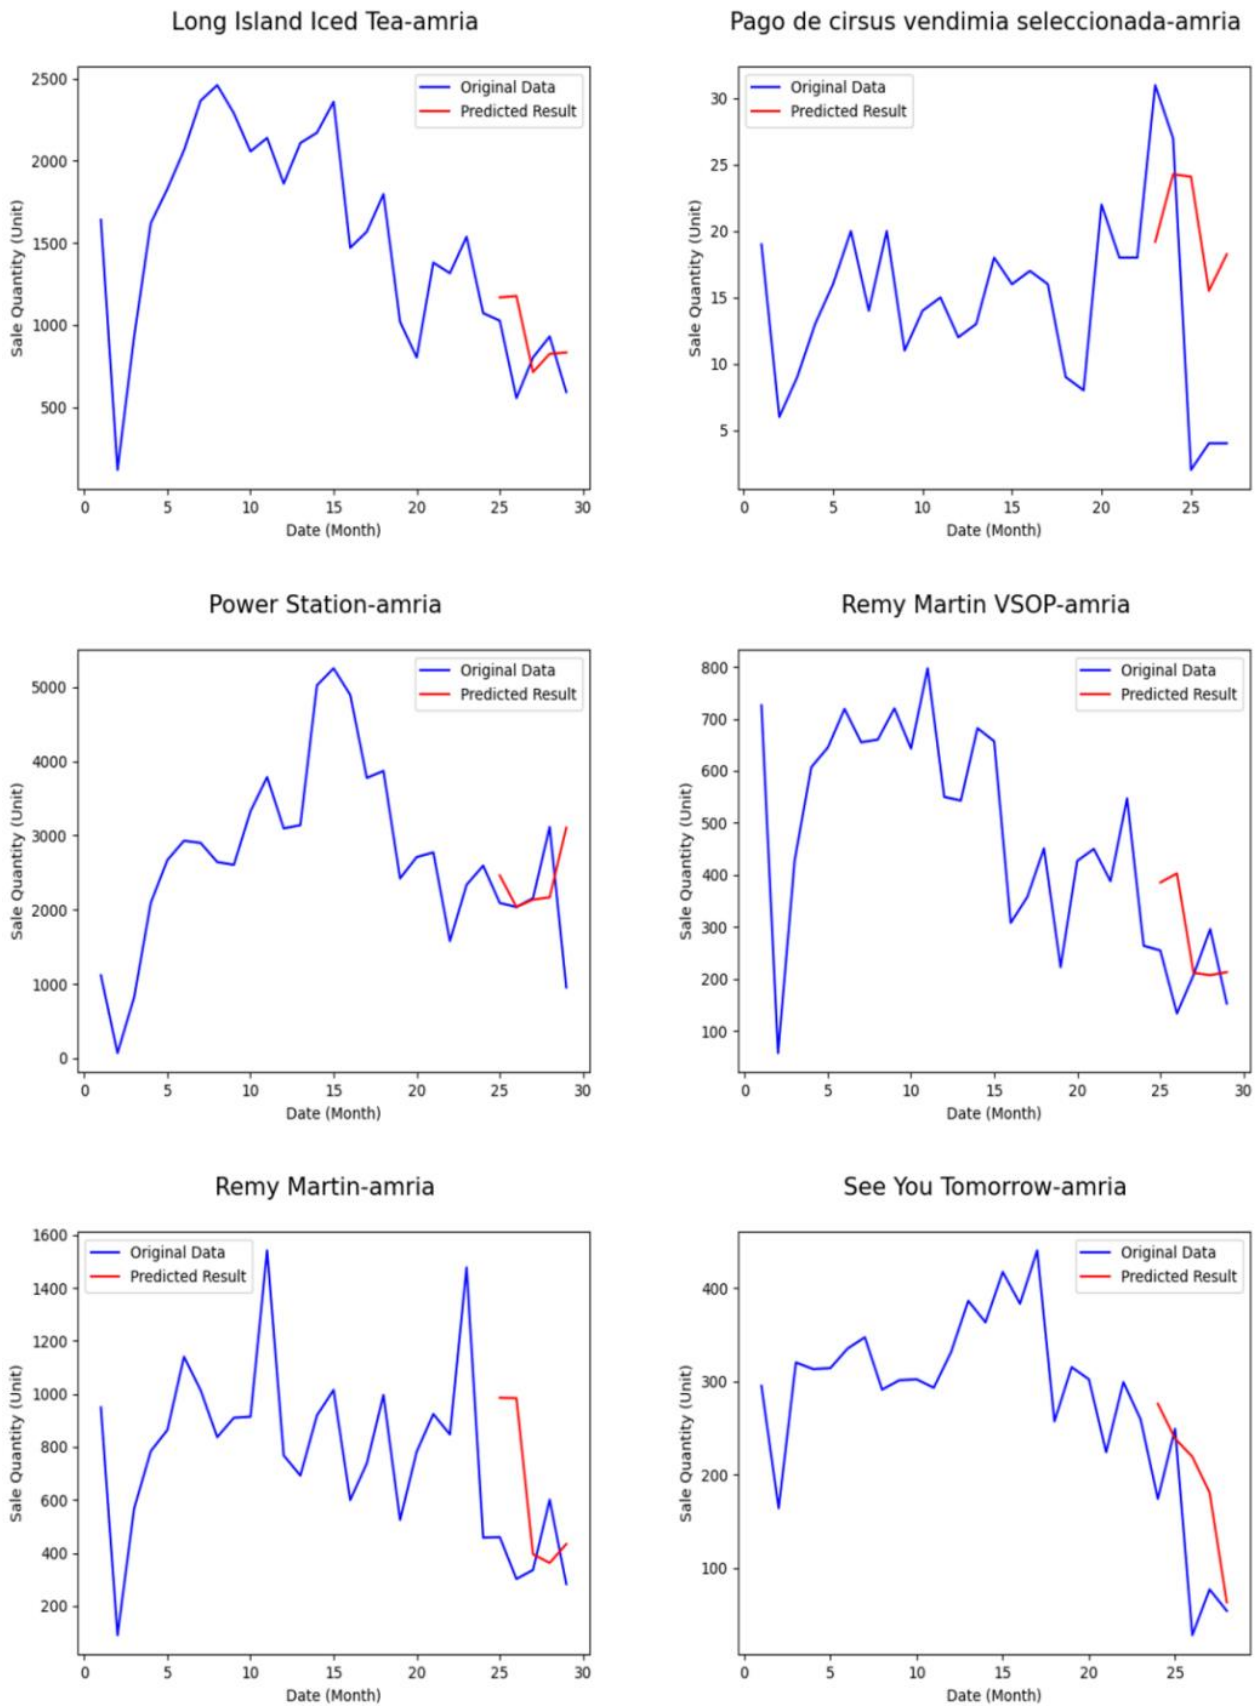 Long Island Iced Tea-amria
Original Data
Predicted Result
Sale Quantity (Unit)
2500
2000
1500
1000
500
0 5 10 15 20 25 30
Date (Month)
Pago de cirsus vendimia seleccionada-amria
Original Data
Predicted Result
Sale Quantity (Unit)
30
25
20
15
10
5
0 5 10 15 20 25
Date (Month)
Power Station-amria
Original Data
Predicted Result
Sale Quantity (Unit)
5000
4000
3000
2000
1000
0
0 5 10 15 20 25 30
Date (Month)
Remy Martin VSOP-amria
Original Data
Predicted Result
Sale Quantity (Unit)
800
700
600
500
400
300
200
100
0 5 10 15 20 25 30
Date (Month)
Remy Martin-amria
Original Data
Predicted Result
Sale Quantity (Unit)
1600
1400
1200
1000
800
600
400
200
0 5 10 15 20 25 30
Date (Month)
See You Tomorrow-amria
Original Data
Predicted Result
Sale Quantity (Unit)
400
300
200
100
0 5 10 15 20 25
Date (Month)